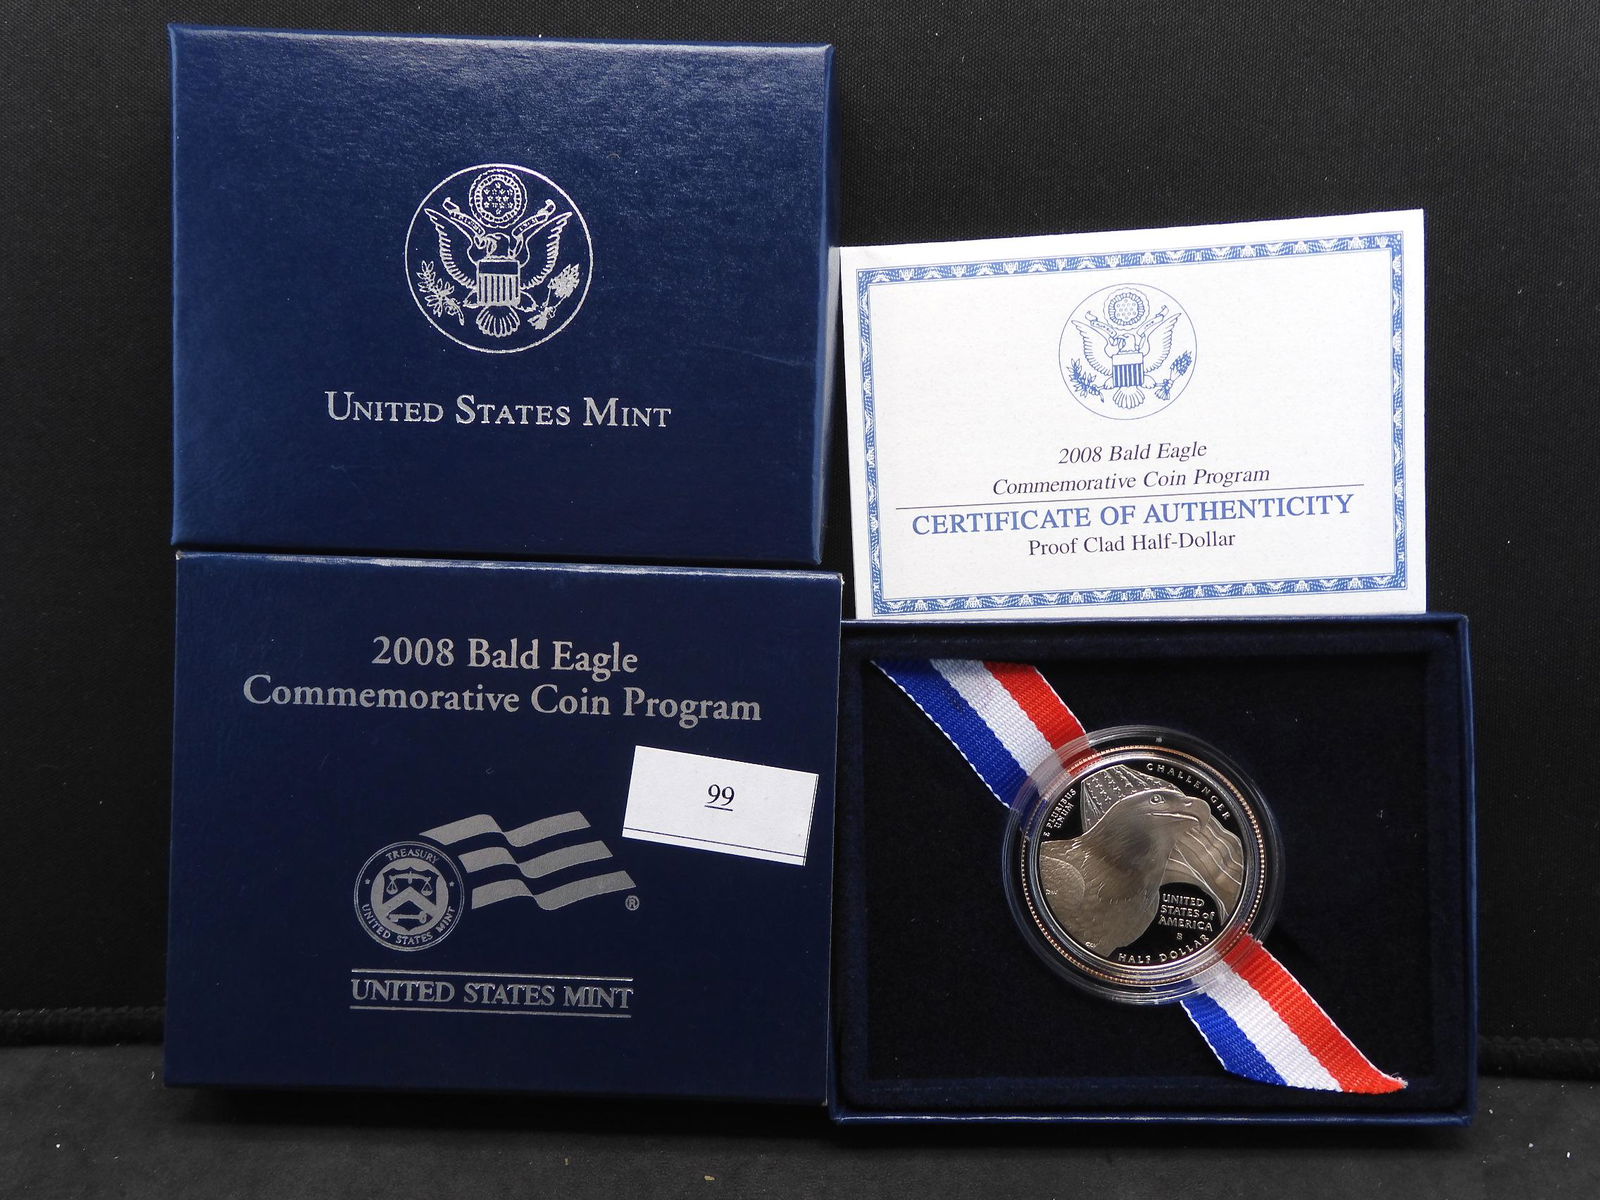 UNITED STATES MINT
2008 Bald Eagle
Commemorative Coin Program
CERTIFICATE OF AUTHENTICITY
Proof Clad Half-Dollar
2008 Bald Eagle
Commemorative Coin Program
99
TREASURY
UNITED STATES MINT
®
UNITED STATES MINT
CHALLENGER
E PLURIBUS
UNUM
UNITED
STATES of
AMERICA
S
HALF DOLLAR